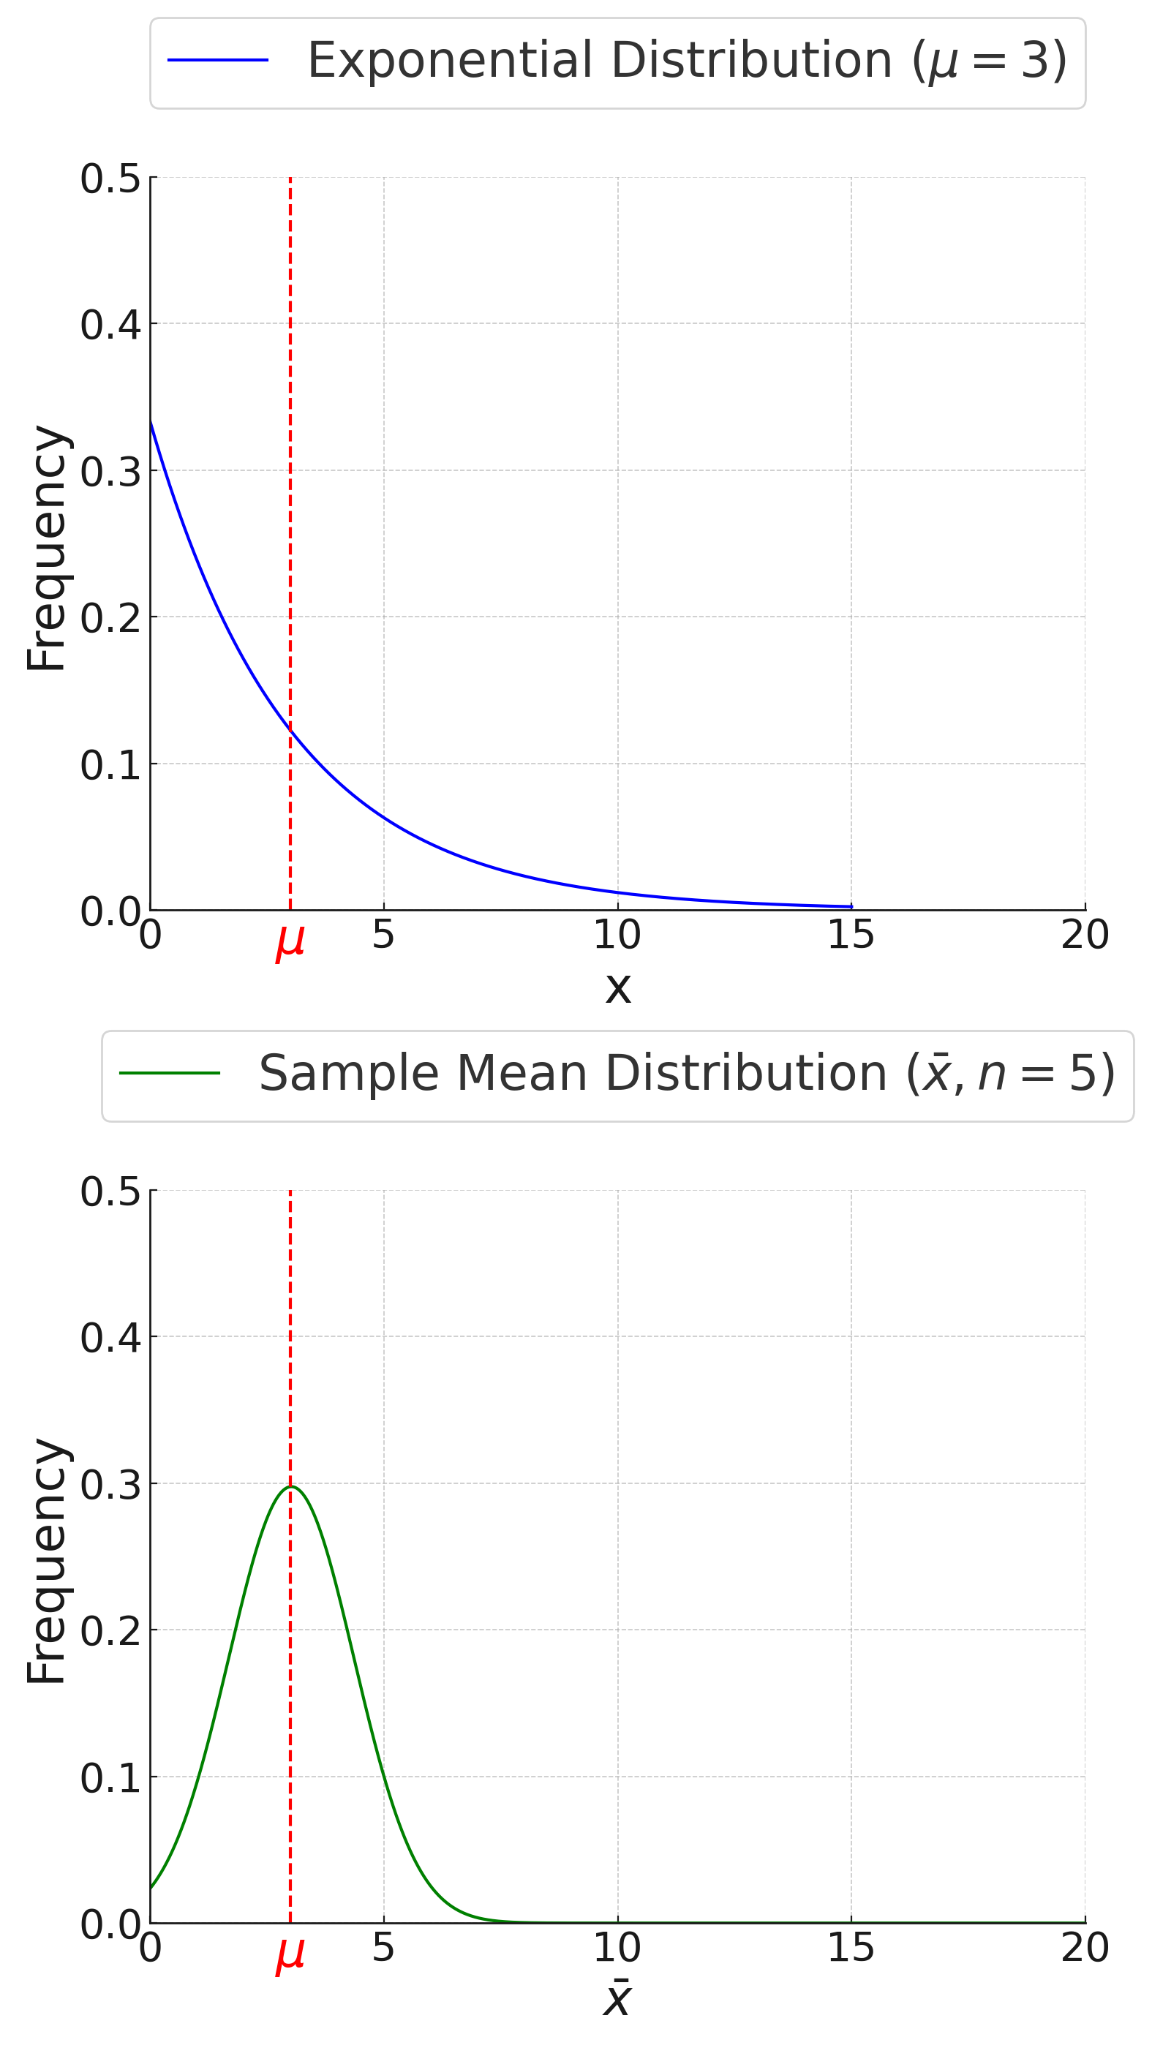 Exponential Distribution (μ = 3)
0.5
0.4
0.3
0.2
0.1
0.0
Frequency
0 μ 5 10 15 20
x
Sample Mean Distribution (x̄, n = 5)
0.5
0.4
0.3
0.2
0.1
0.0
Frequency
0 μ 5 10 15 20
x̄